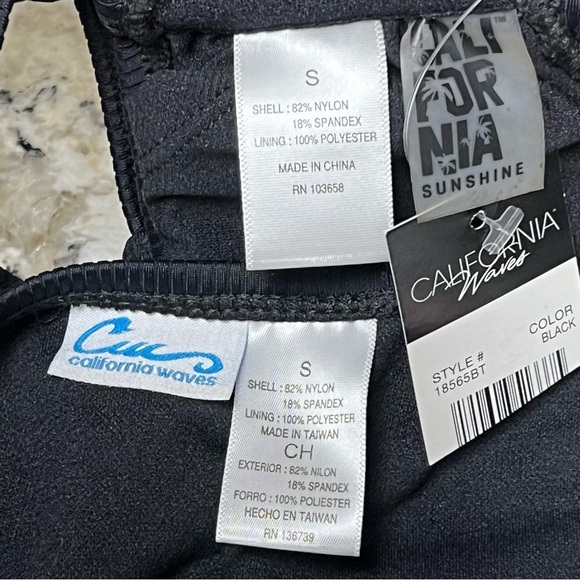 S
SHELL : 82% NYLON
18% SPANDEX
LINING : 100% POLYESTER
MADE IN CHINA
RN 103658
CALI
FOR
NIA
SUNSHINE
™
CALIFORNIA
Waves
STYLE #
18565BT
COLOR
BLACK
Cw
california waves
S
SHELL : 82% NYLON
18% SPANDEX
LINING : 100% POLYESTER
MADE IN TAIWAN
CH
EXTERIOR : 82% NILON
18% SPANDEX
FORRO : 100% POLIESTER
HECHO EN TAIWAN
RN 136739